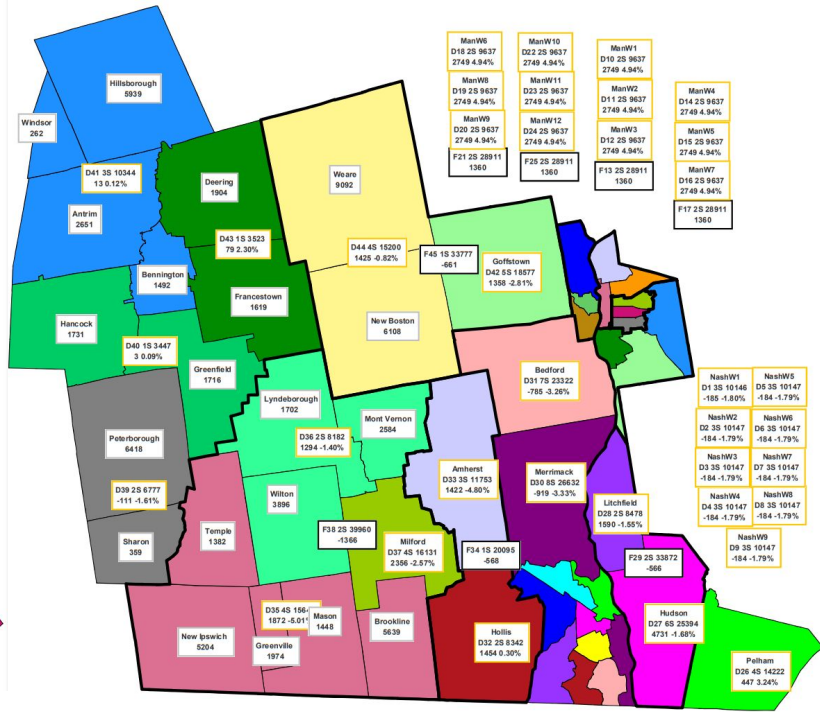 Hillsborough
5939
Windsor
262
D41 3S 10344
13 0.12%
Antrim
2651
Bennington
1492
Deering
1904
D43 1S 3523
79 2.30%
Francestown
1619
Hancock
1731
D40 1S 3447
3 0.09%
Greenfield
1716
Peterborough
6418
D39 2S 6777
-111 -1.61%
Sharon
359
Weare
9092
D44 4S 15200
1425 -0.82%
New Boston
6108
F45 1S 33777
-661
Goffstown
D42 5S 18577
1358 -2.81%
Bedford
D31 7S 23322
-785 -3.26%
Lyndeborough
1702
Mont Vernon
2584
D36 2S 8182
1294 -1.40%
Wilton
3896
Temple
1382
F38 2S 39960
-1366
Milford
D37 4S 16131
2356 -2.57%
Amherst
D33 3S 11753
1422 -4.80%
Merrimack
D30 8S 26632
-919 -3.33%
Litchfield
D28 2S 8478
1590 -1.55%
F34 1S 20095
-568
F29 2S 33872
-566
New Ipswich
5204
D35 4S 156
1872 -5.01
Greenville
1974
Mason
1448
Brookline
5639
Hollis
D32 2S 8342
1454 0.30%
Hudson
D27 6S 25394
4731 -1.68%
Pelham
D26 4S 14222
447 3.24%
ManW6
D18 2S 9637
2749 4.94%
ManW8
D19 2S 9637
2749 4.94%
ManW9
D20 2S 9637
2749 4.94%
F21 2S 28911
1360
ManW10
D22 2S 9637
2749 4.94%
ManW11
D23 2S 9637
2749 4.94%
ManW12
D24 2S 9637
2749 4.94%
F25 2S 28911
1360
ManW1
D10 2S 9637
2749 4.94%
ManW2
D11 2S 9637
2749 4.94%
ManW3
D12 2S 9637
2749 4.94%
F13 2S 28911
1360
ManW4
D14 2S 9637
2749 4.94%
ManW5
D15 2S 9637
2749 4.94%
ManW7
D16 2S 9637
2749 4.94%
F17 2S 28911
1360
NashW1
D1 3S 10146
-185 -1.80%
NashW2
D2 3S 10147
-184 -1.79%
NashW3
D3 3S 10147
-184 -1.79%
NashW4
D4 3S 10147
-184 -1.79%
NashW5
D5 3S 10147
-184 -1.79%
NashW6
D6 3S 10147
-184 -1.79%
NashW7
D7 3S 10147
-184 -1.79%
NashW8
D8 3S 10147
-184 -1.79%
NashW9
D9 3S 10147
-184 -1.79%